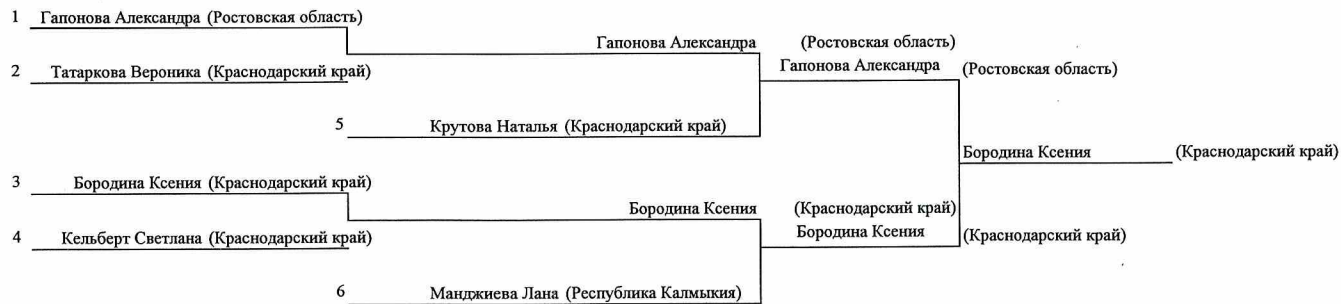 1 Гапонова Александра (Ростовская область)
Гапонова Александра (Ростовская область)
2 Татаркова Вероника (Краснодарский край)
Гапонова Александра (Ростовская область)
5 Крутова Наталья (Краснодарский край)
Бородина Ксения (Краснодарский край)
3 Бородина Ксения (Краснодарский край)
Бородина Ксения (Краснодарский край)
4 Кельберт Светлана (Краснодарский край)
Бородина Ксения (Краснодарский край)
6 Манджиева Лана (Республика Калмыкия)